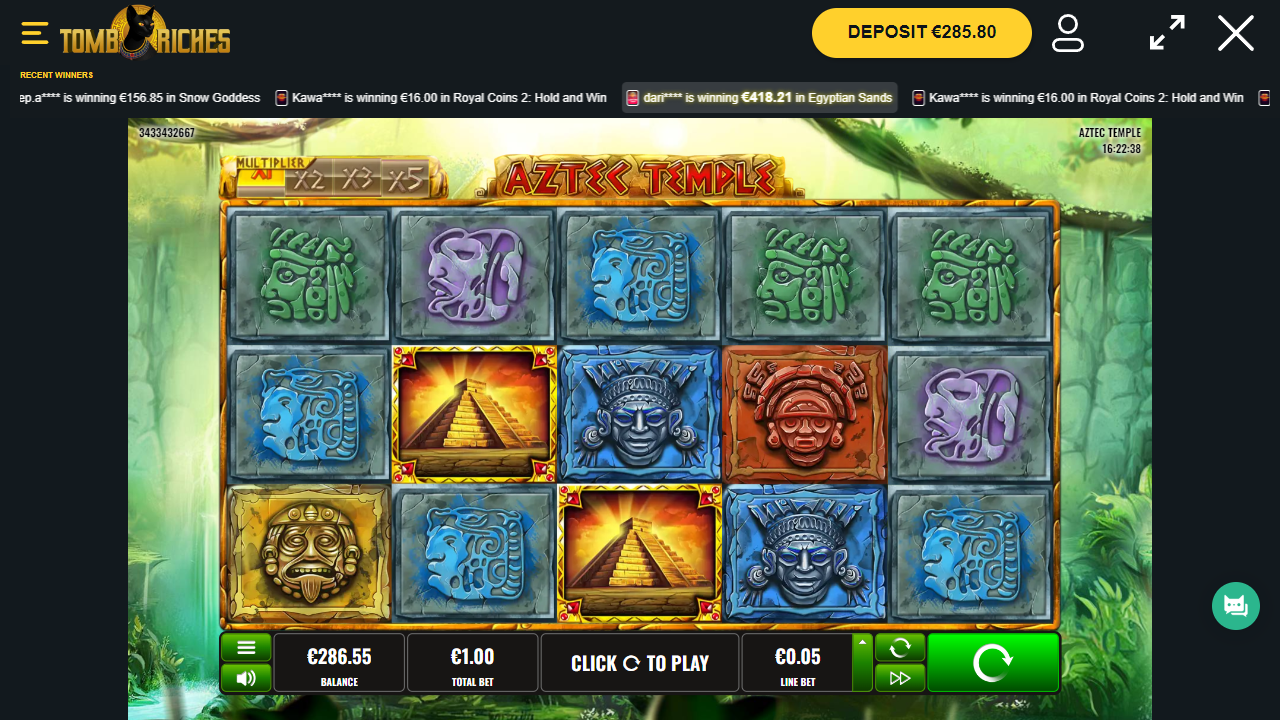 TOMB RICHES
DEPOSIT €285.80
RECENT WINNERS
ep.a**** is winning €156.85 in Snow Goddess
Kawa**** is winning €16.00 in Royal Coins 2: Hold and Win
dari**** is winning €418.21 in Egyptian Sands
Kawa**** is winning €16.00 in Royal Coins 2: Hold and Win
3433432667
AZTEC TEMPLE
16:22:38
MULTIPLIER
X1 X2 X3 X5
AZTEC TEMPLE
€286.55
BALANCE
€1.00
TOTAL BET
CLICK TO PLAY
€0.05
LINE BET